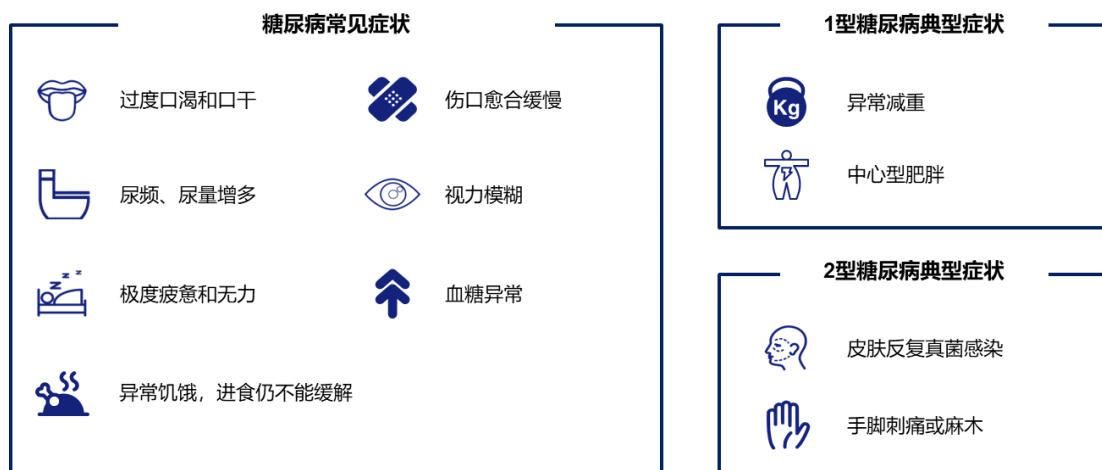 糖尿病常见症状
过度口渴和口干
伤口愈合缓慢
尿频、尿量增多
视力模糊
极度疲惫和无力
血糖异常
异常饥饿，进食仍不能缓解
1型糖尿病典型症状
Kg
异常减重
中心型肥胖
2型糖尿病典型症状
皮肤反复真菌感染
手脚刺痛或麻木